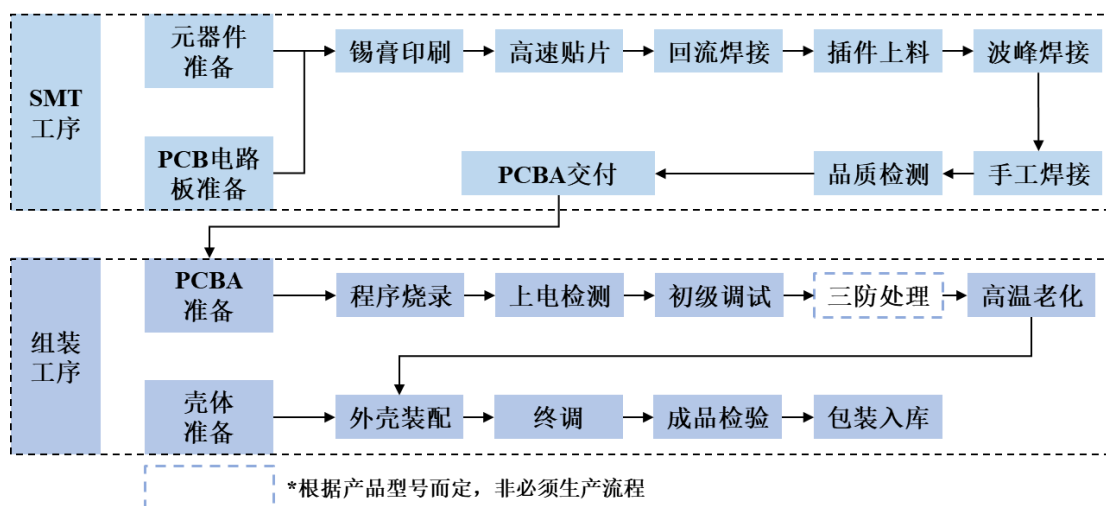 SMT
工序
元器件
准备
PCB电路
板准备
锡膏印刷
高速贴片
回流焊接
插件上料
波峰焊接
手工焊接
品质检测
PCBA交付
组装
工序
PCBA
准备
程序烧录
上电检测
初级调试
三防处理
高温老化
壳体
准备
外壳装配
终调
成品检验
包装入库
*根据产品型号而定，非必须生产流程